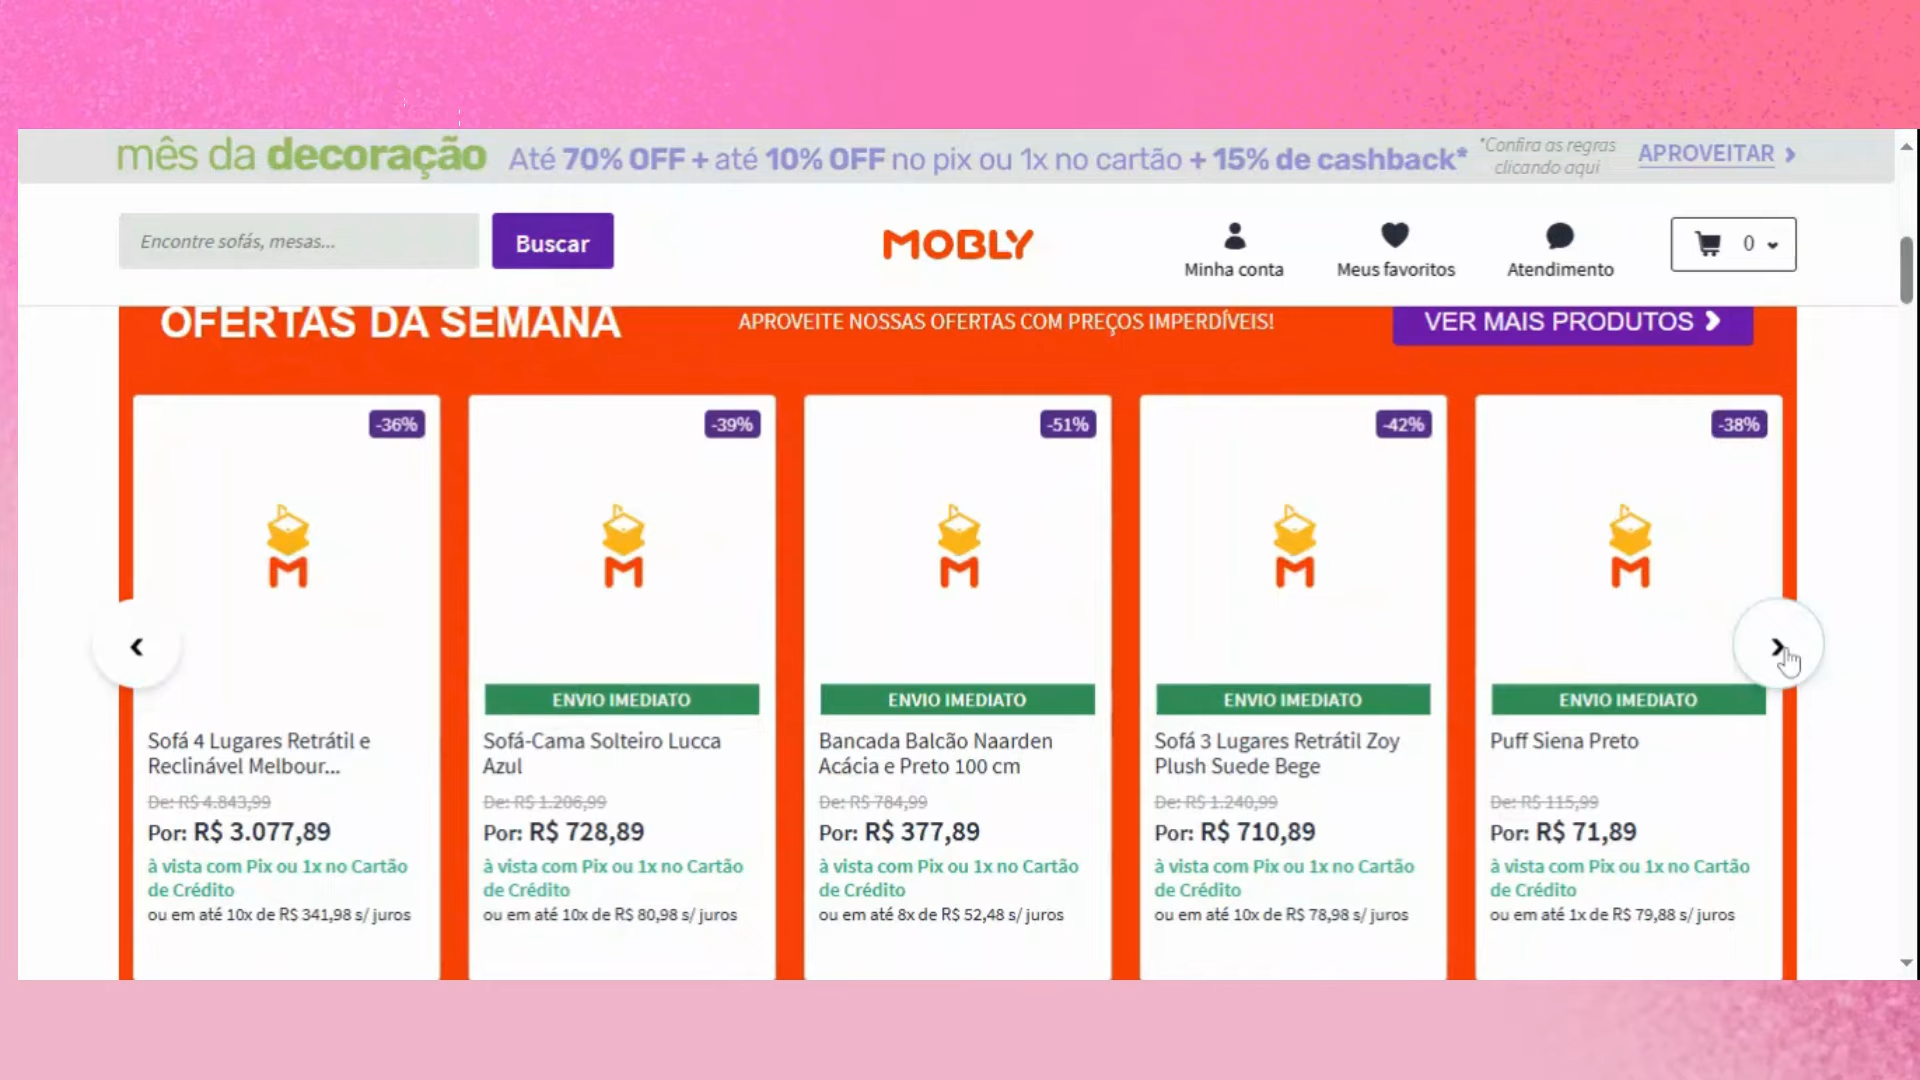 mês da decoração Até 70% OFF + até 10% OFF no pix ou 1x no cartão + 15% de cashback* *Confira as regras clicando aqui APROVEITAR
Encontre sofás, mesas...
Buscar
MOBLY
Minha conta
Meus favoritos
Atendimento
0
OFERTAS DA SEMANA
APROVEITE NOSSAS OFERTAS COM PREÇOS IMPERDÍVEIS!
VER MAIS PRODUTOS
-36%
M
Sofá 4 Lugares Retrátil e
Reclinável Melbour...
De: R$ 4.843,99
Por: R$ 3.077,89
à vista com Pix ou 1x no Cartão
de Crédito
ou em até 10x de R$ 341,98 s/ juros
-39%
M
ENVIO IMEDIATO
Sofá-Cama Solteiro Lucca
Azul
De: R$ 1.206,99
Por: R$ 728,89
à vista com Pix ou 1x no Cartão
de Crédito
ou em até 10x de R$ 80,98 s/ juros
-51%
M
ENVIO IMEDIATO
Bancada Balcão Naarden
Acácia e Preto 100 cm
De: R$ 784,99
Por: R$ 377,89
à vista com Pix ou 1x no Cartão
de Crédito
ou em até 8x de R$ 52,48 s/ juros
-42%
M
ENVIO IMEDIATO
Sofá 3 Lugares Retrátil Zoy
Plush Suede Bege
De: R$ 1.240,99
Por: R$ 710,89
à vista com Pix ou 1x no Cartão
de Crédito
ou em até 10x de R$ 78,98 s/ juros
-38%
M
ENVIO IMEDIATO
Puff Siena Preto
De: R$ 115,99
Por: R$ 71,89
à vista com Pix ou 1x no Cartão
de Crédito
ou em até 1x de R$ 79,88 s/ juros